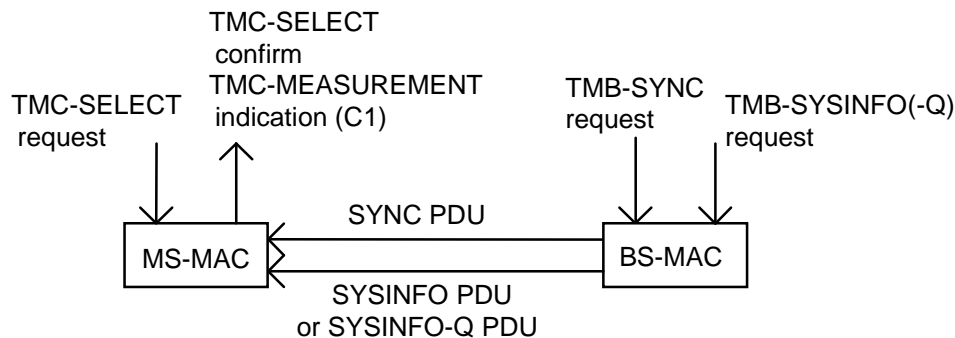 TMC-SELECT
confirm
TMC-MEASUREMENT
indication (C1)
TMC-SELECT
request
TMB-SYNC
request
TMB-SYSINFO(-Q)
request
SYNC PDU
MS-MAC
BS-MAC
SYSINFO PDU
or SYSINFO-Q PDU